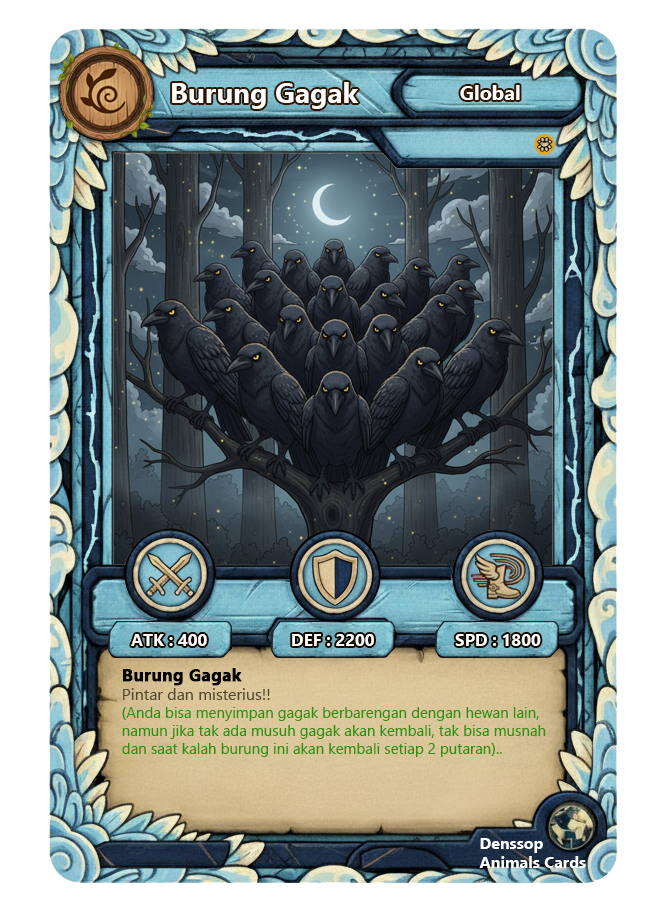 Burung Gagak
Global
ATK : 400
DEF : 2200
SPD : 1800
Burung Gagak
Pintar dan misterius!!
(Anda bisa menyimpan gagak berbarengan dengan hewan lain,
namun jika tak ada musuh gagak akan kembali, tak bisa musnah
dan saat kalah burung ini akan kembali setiap 2 putaran)..
Denssop
Animals Cards